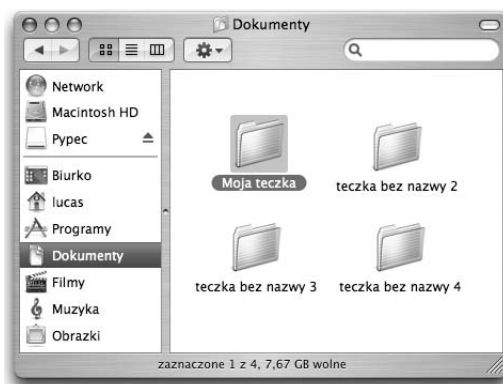 Dokumenty
Network
Macintosh HD
Pypec
Biurko
lucas
Programy
Dokumenty
Filmy
Muzyka
Obrazki
Moja teczka
teczka bez nazwy 2
teczka bez nazwy 3
teczka bez nazwy 4
zaznaczone 1 z 4, 7,67 GB wolne